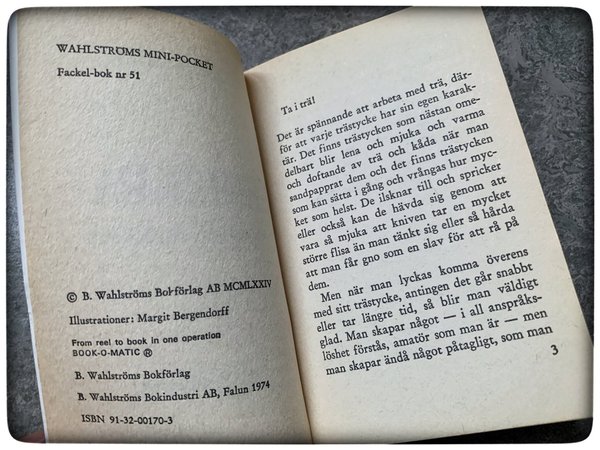 WAHLSTRÖMS MINI-POCKET
Fackel-bok nr 51
© B. Wahlströms Bokförlag AB MCMLXXIV
Illustrationer: Margit Bergendorff
From reel to book in one operation
BOOK-O-MATIC ®
B. Wahlströms Bokförlag
B. Wahlströms Bokindustri AB, Falun 1974
ISBN 91-32-00170-3
Ta i trä!
Det är spännande att arbeta med trä, där-
för att varje trästycke har sin egen karak-
tär. Det finns trästycken som nästan ome-
delbart blir lena och mjuka och varma
och doftande av trä och kåda när man
sandpapprat dem och det finns trästycken
som kan sätta i gång och vrångas hur myc-
ket som helst. De ilsknar till och spricker
eller också kan de hävda sig genom att
vara så mjuka att kniven tar en mycket
större flisa än man tänkt sig eller så hårda
att man får gno som en slav för att rå på
dem.
Men när man lyckas komma överens
med sitt trästycke, antingen det går snabbt
eller tar längre tid, så blir man väldigt
glad. Man skapar något — i all anspråks-
löshet förstås, amatör som man är — men
man skapar ändå något påtagligt, som man
3